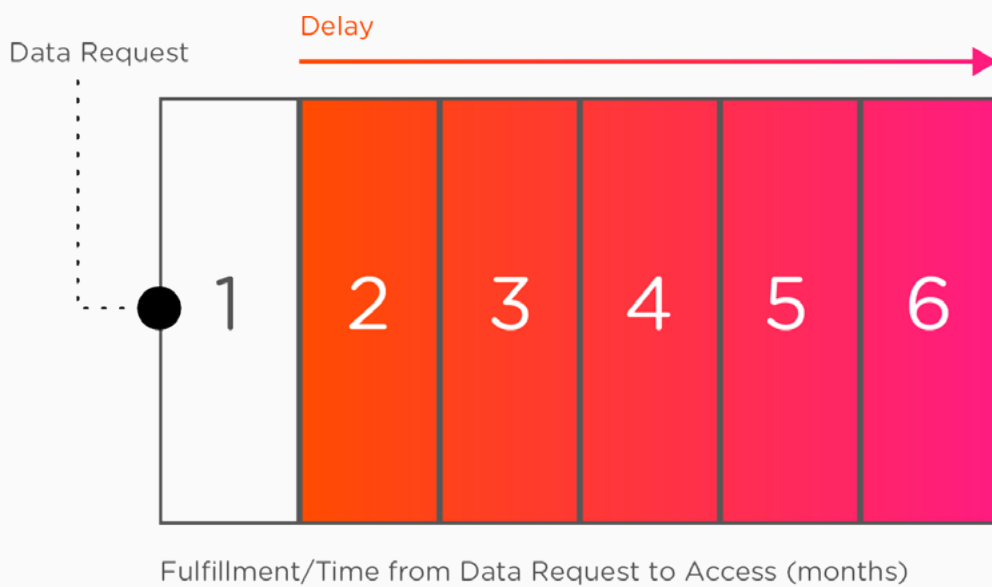 Delay
Data Request
1 2 3 4 5 6
Fulfillment/Time from Data Request to Access (months)